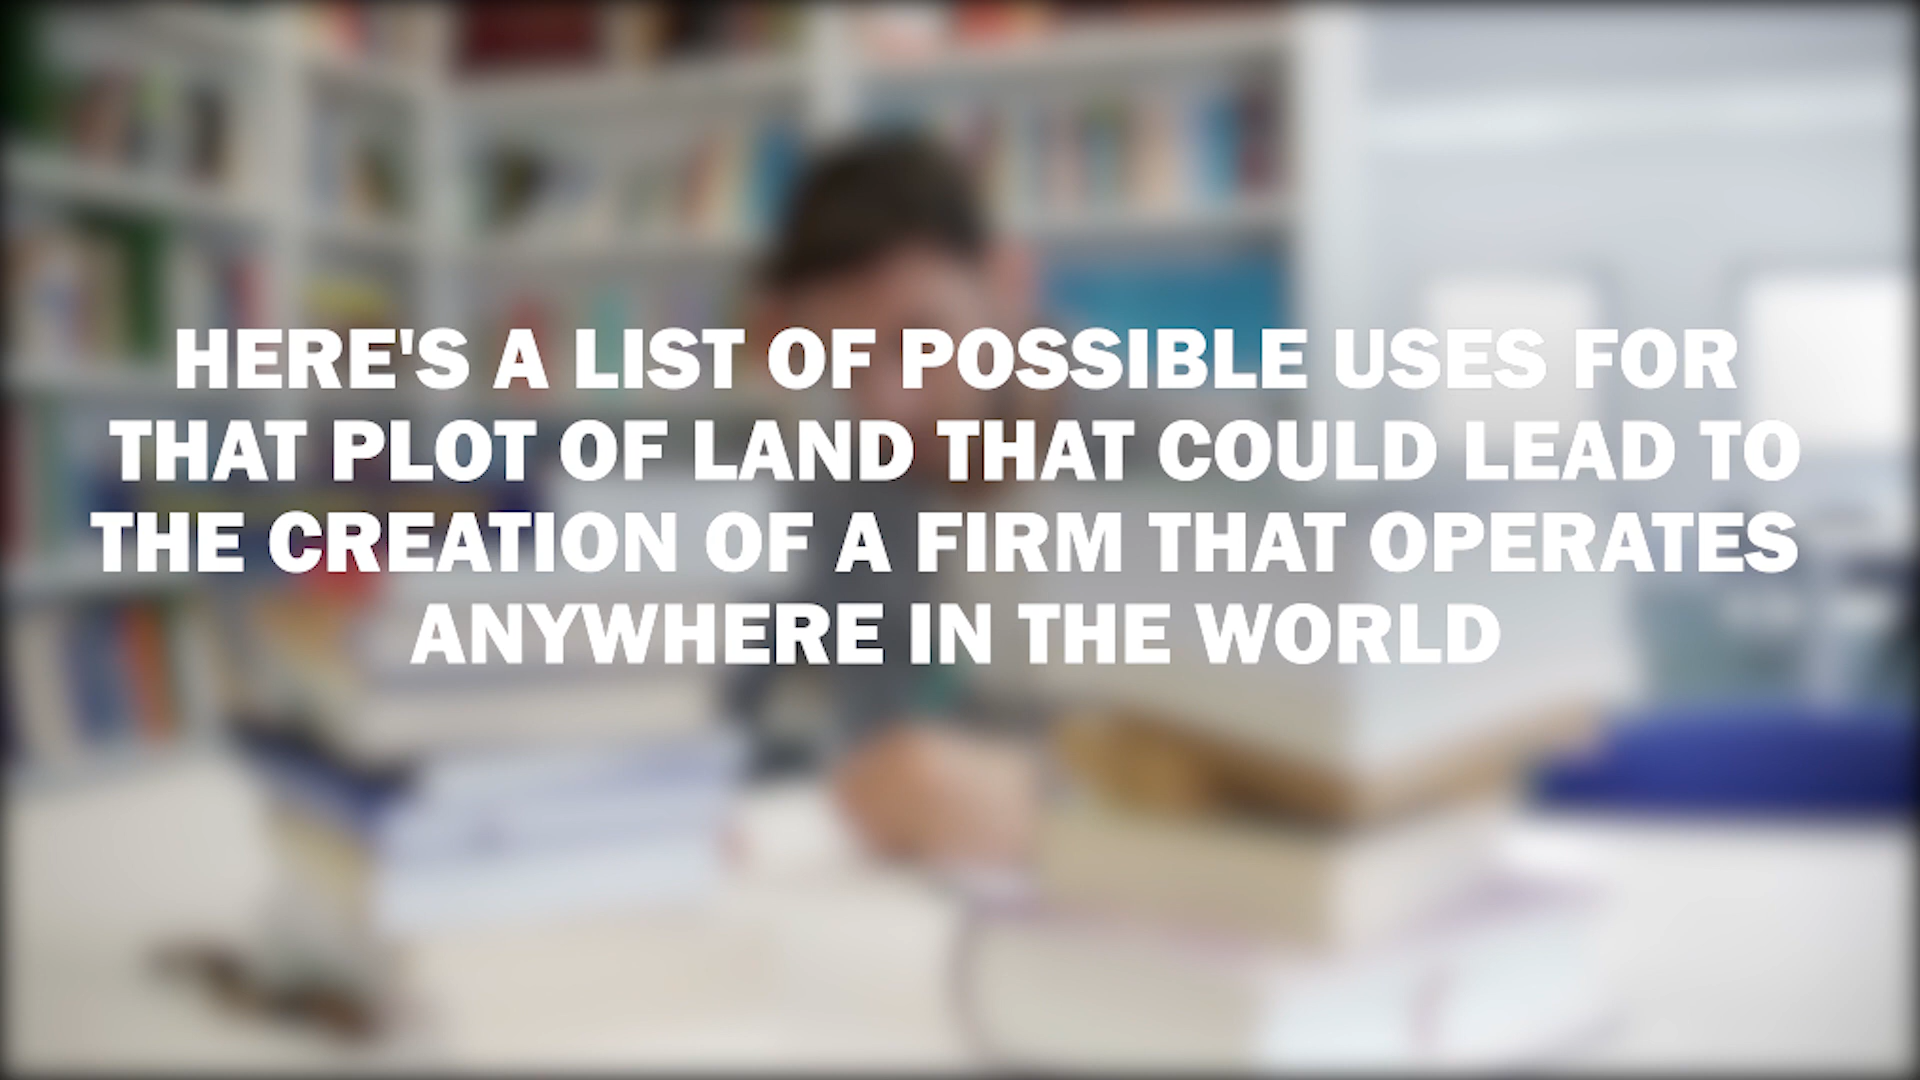 HERE'S A LIST OF POSSIBLE USES FOR
THAT PLOT OF LAND THAT COULD LEAD TO
THE CREATION OF A FIRM THAT OPERATES
ANYWHERE IN THE WORLD